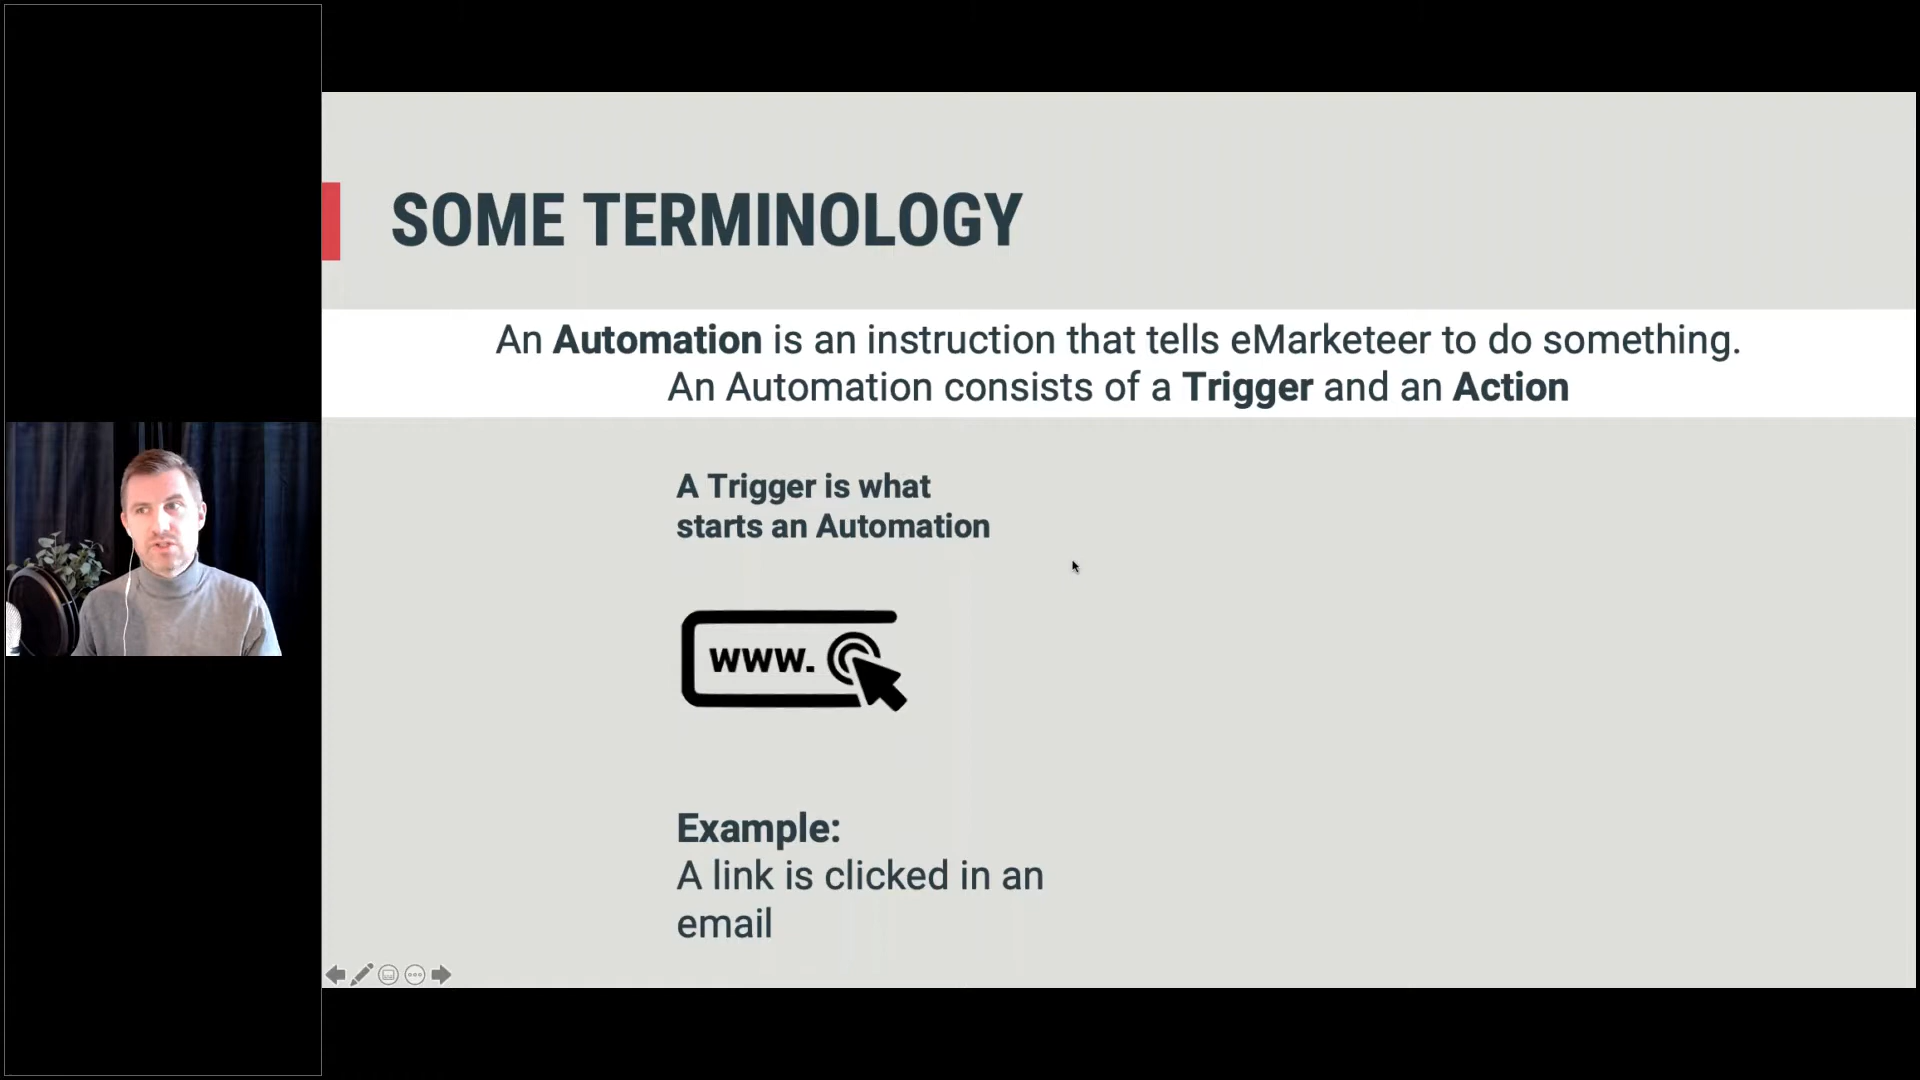 SOME TERMINOLOGY
An Automation is an instruction that tells eMarketeer to do something.
An Automation consists of a Trigger and an Action
A Trigger is what
starts an Automation
www.
Example:
A link is clicked in an
email